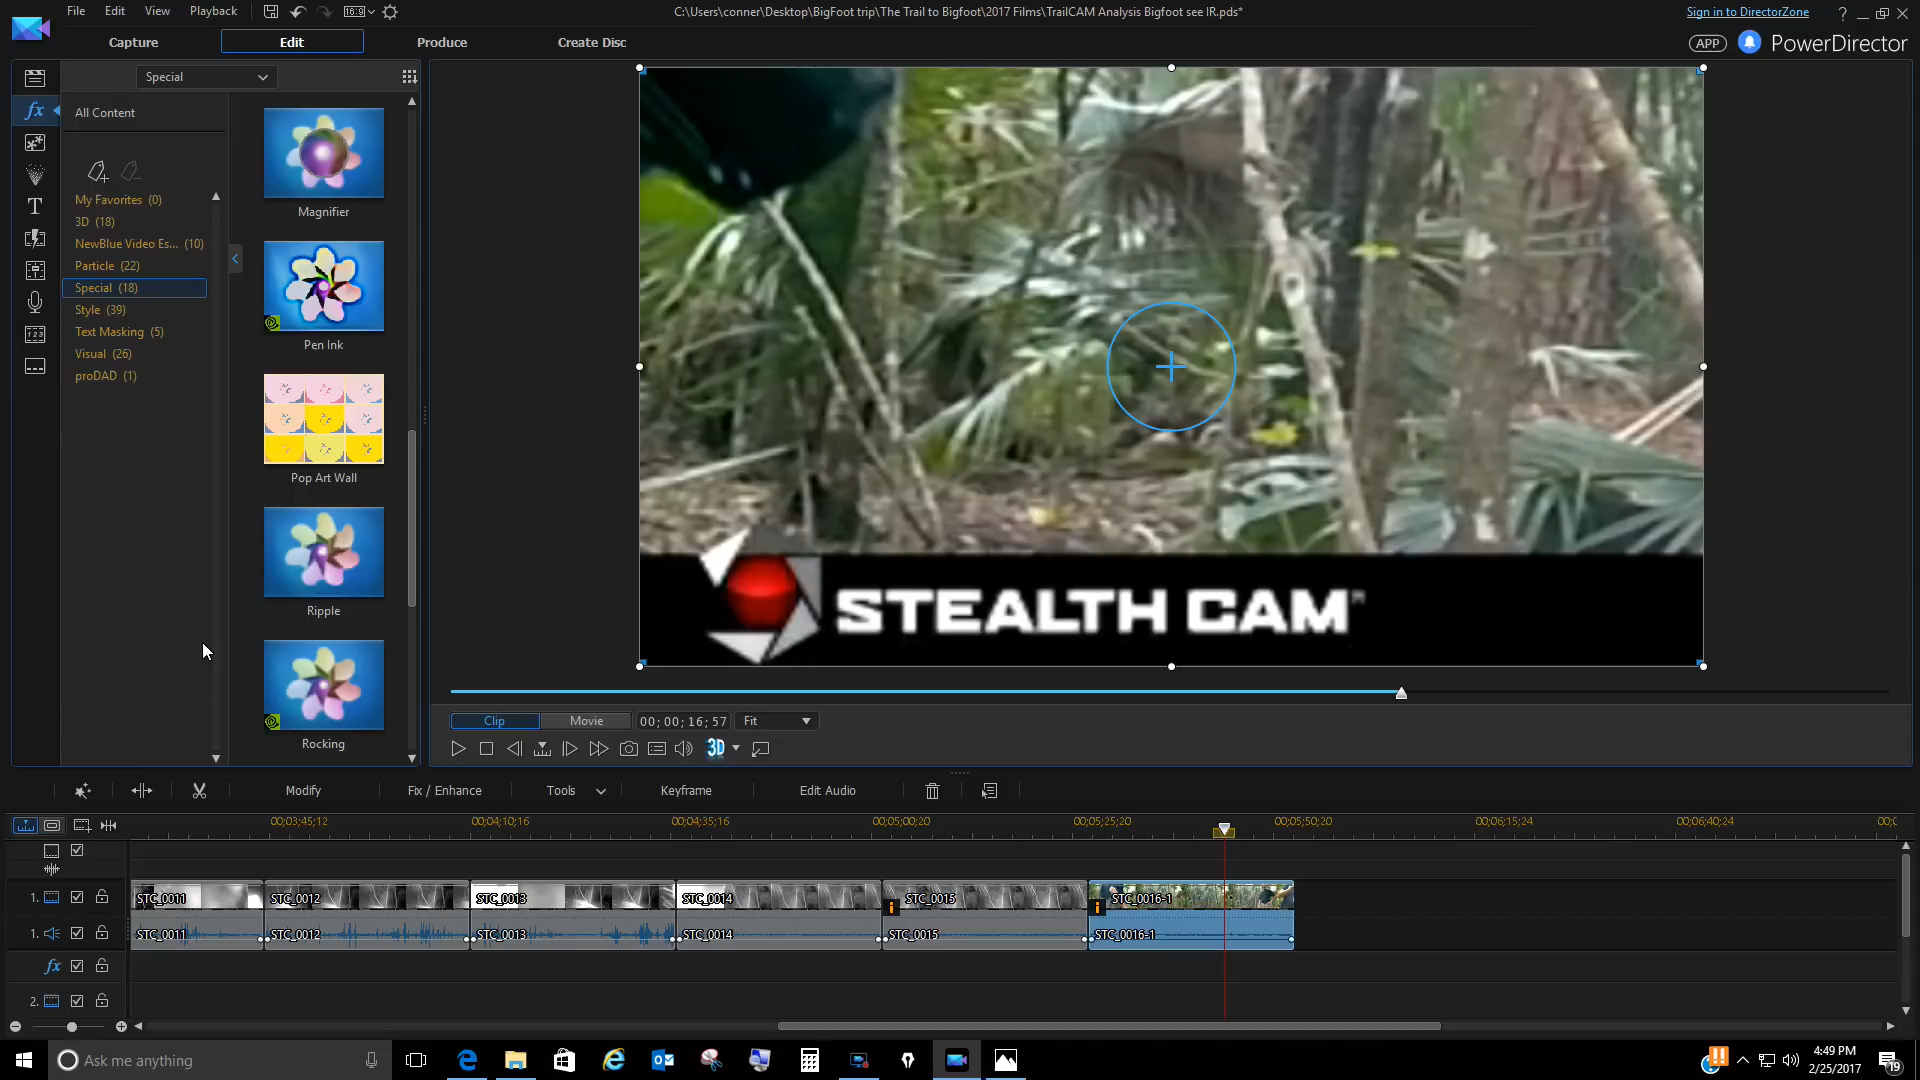 File Edit View Playback 16:9 C:\Users\conner\Desktop\BigFoot trip\The Trail to Bigfoot\2017 Films\TrailCAM Analysis Bigfoot see IR.pds* Sign in to DirectorZone ?
Capture Edit Produce Create Disc APP PowerDirector
Special
fx All Content
My Favorites (0)
3D (18)
NewBlue Video Es... (10)
Particle (22)
Special (18)
Style (39)
Text Masking (5)
Visual (26)
proDAD (1)
T
Magnifier
Pen Ink
Pop Art Wall
Ripple
Rocking
STEALTH CAM
Clip Movie 00; 00; 16; 57 Fit
3D
Modify Fix / Enhance Tools Keyframe Edit Audio
00;03;45;12 00;04;10;16 00;04;35;16 00;05;00;20 00;05;25;20 00;05;50;20 00;06;15;24 00;06;40;24
1. STC_0011 STC_0012 STC_0013 STC_0014 i STC_0015 i STC_0016-1
1. STC_0011 STC_0012 STC_0013 STC_0014 STC_0015 STC_0016-1
fx
2.
Ask me anything 4:49 PM
2/25/2017 19